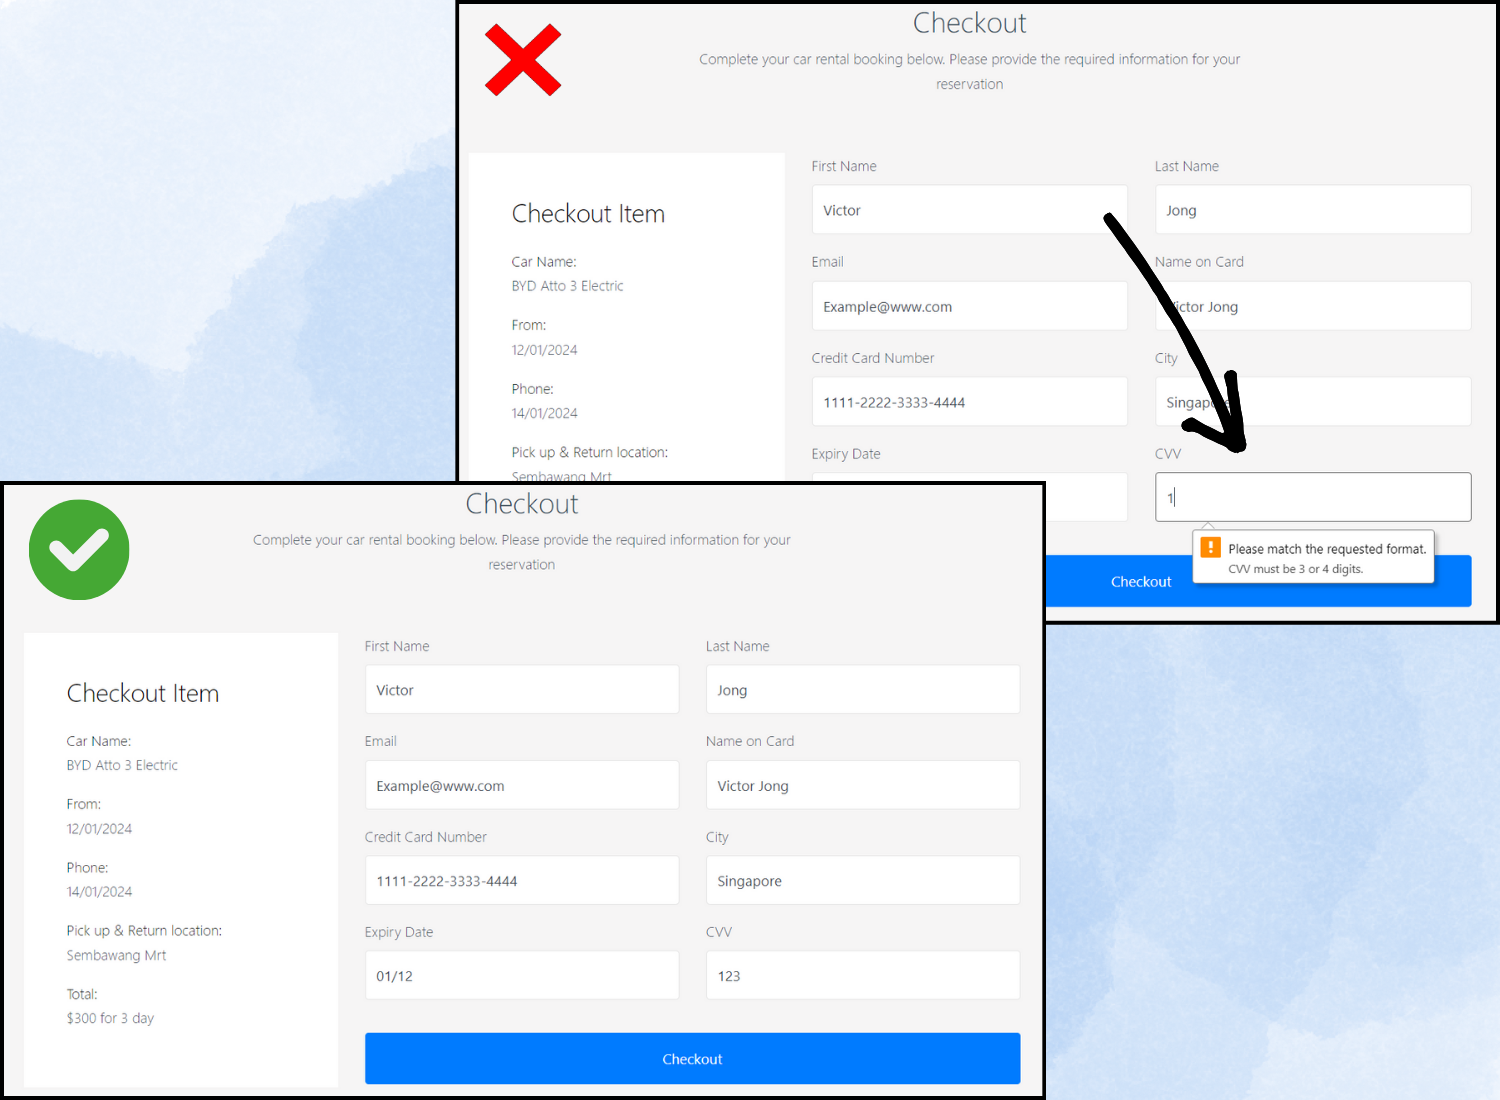 Checkout
Complete your car rental booking below. Please provide the required information for your
reservation
Checkout Item
Car Name:
BYD Atto 3 Electric
From:
12/01/2024
Phone:
14/01/2024
Pick up & Return location:
Sembawang Mrt
First Name
Last Name
Victor
Jong
Email
Name on Card
Example@www.com
Victor Jong
Credit Card Number
City
1111-2222-3333-4444
Singapore
Expiry Date
CVV
1
Please match the requested format.
CVV must be 3 or 4 digits.
Checkout
Checkout
Complete your car rental booking below. Please provide the required information for your
reservation
Checkout Item
Car Name:
BYD Atto 3 Electric
From:
12/01/2024
Phone:
14/01/2024
Pick up & Return location:
Sembawang Mrt
Total:
$300 for 3 day
First Name
Last Name
Victor
Jong
Email
Name on Card
Example@www.com
Victor Jong
Credit Card Number
City
1111-2222-3333-4444
Singapore
Expiry Date
CVV
01/12
123
Checkout